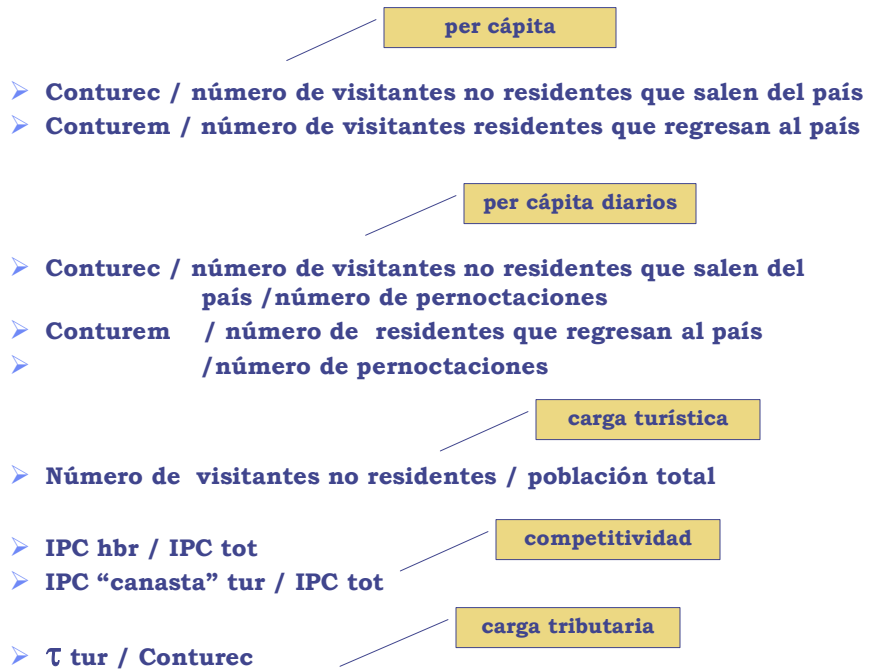 per cápita
➢ Conturec / número de visitantes no residentes que salen del país
➢ Conturem / número de visitantes residentes que regresan al país
per cápita diarios
➢ Conturec / número de visitantes no residentes que salen del
país /número de pernoctaciones
➢ Conturem / número de residentes que regresan al país
➢ /número de pernoctaciones
carga turística
➢ Número de visitantes no residentes / población total
competitividad
➢ IPC hbr / IPC tot
➢ IPC “canasta” tur / IPC tot
carga tributaria
➢ τ tur / Conturec